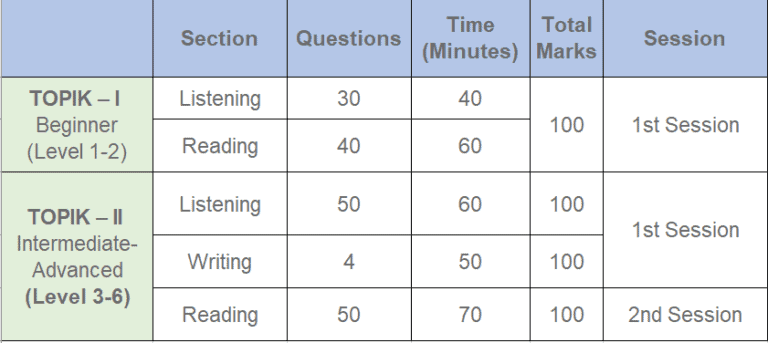 Section Questions Time (Minutes) Total Marks Session
TOPIK – I
Beginner
(Level 1-2)
Listening 30 40
100
1st Session
Reading 40 60
TOPIK – II
Intermediate-
Advanced
(Level 3-6)
Listening 50 60 100
1st Session
Writing 4 50 100
Reading 50 70 100 2nd Session